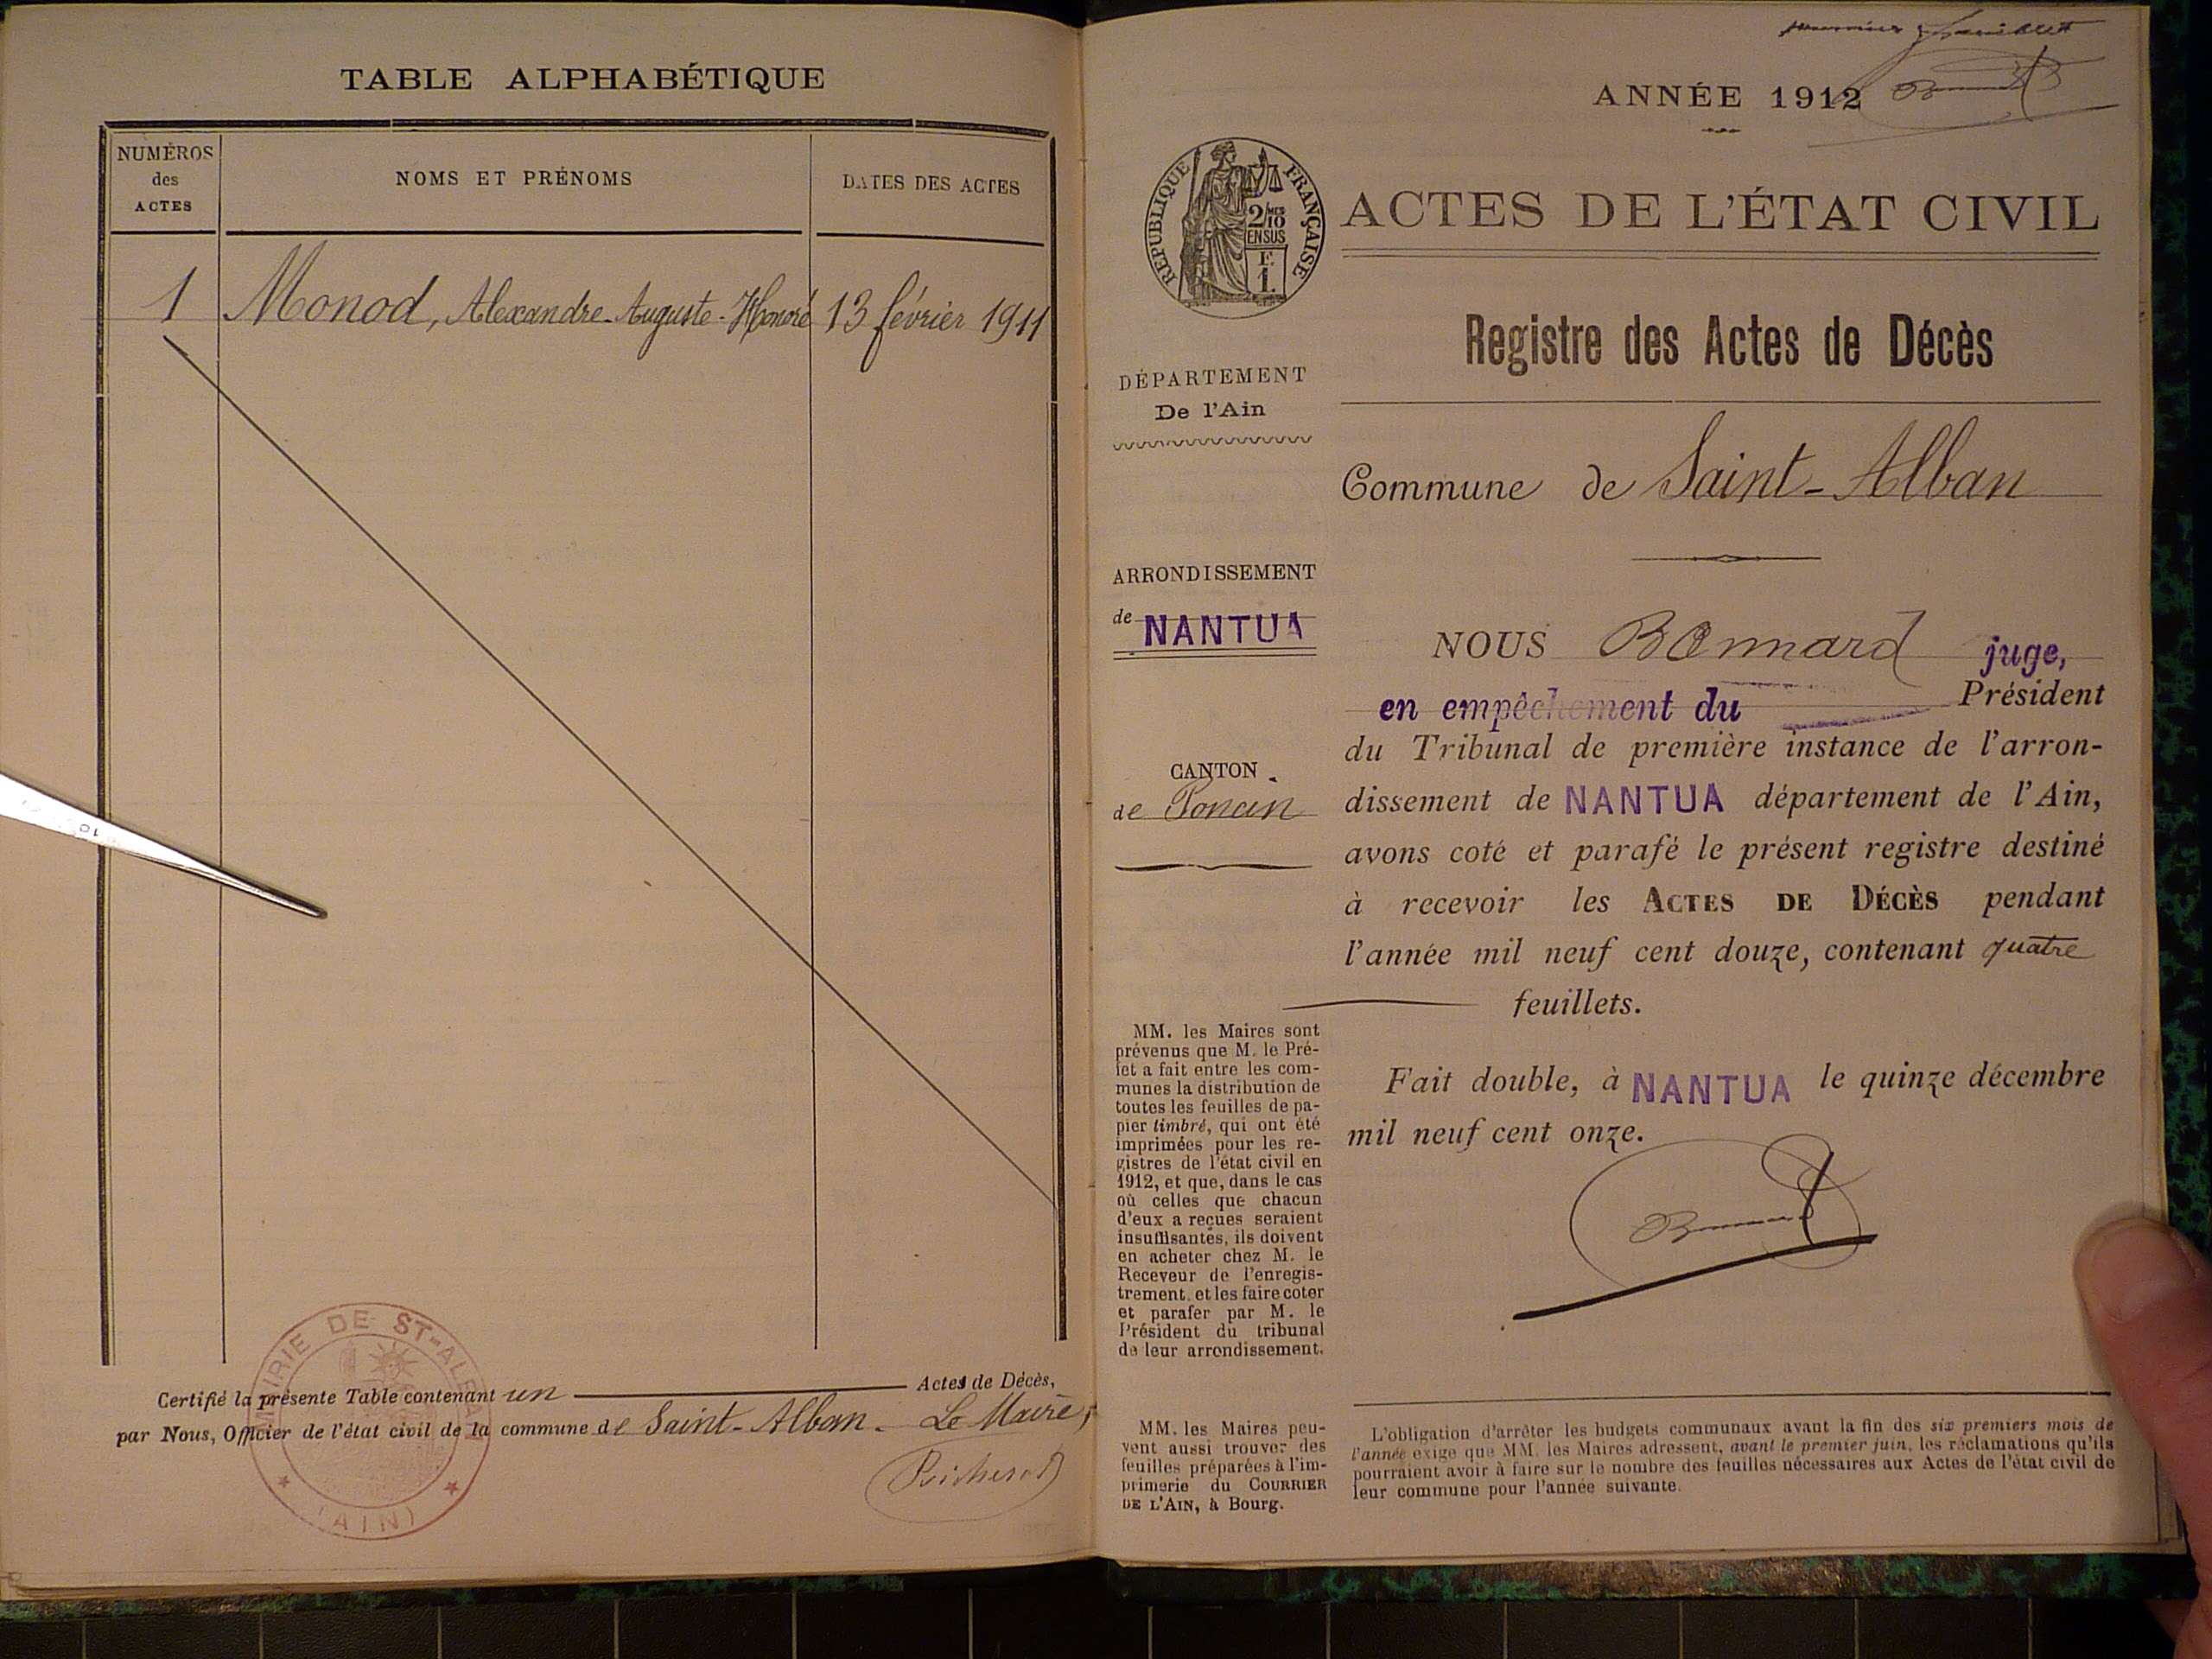 TABLE ALPHABÉTIQUE
NUMÉROS
des
ACTES
NOMS ET PRÉNOMS
DATES DES ACTES
1 Monod, Alexandre-Auguste-Honoré 13 février 1911
Certifié la présente Table contenant un Actes de Décès,
par Nous, Officier de l'état civil de la commune de Saint-Alban. Le Maire,
MAIRIE DE ST-ALBAN
(AIN)
premier feuillet
ANNÉE 1912
RÉPUBLIQUE FRANÇAISE
2/10 MES
EN SUS
F.
1.
ACTES DE L'ÉTAT CIVIL
Registre des Actes de Décès
DÉPARTEMENT
De l'Ain
Commune de Saint-Alban
ARRONDISSEMENT
de NANTUA
CANTON
de Poncin
NOUS Bonnard juge,
en empêchement du Président
du Tribunal de première instance de l'arron-
dissement de NANTUA département de l'Ain,
avons coté et parafé le présent registre destiné
à recevoir les ACTES DE DÉCÈS pendant
l'année mil neuf cent douze, contenant quatre
feuillets.
Fait double, à NANTUA le quinze décembre
mil neuf cent onze.
MM. les Maires sont
prévenus que M. le Pré-
fet a fait entre les com-
munes la distribution de
toutes les feuilles de pa-
pier timbré, qui ont été
imprimées pour les re-
gistres de l'état civil en
1912, et que, dans le cas
où celles que chacun
d'eux a reçues seraient
insuffisantes, ils doivent
en acheter chez M. le
Receveur de l'enregis-
trement, et les faire coter
et parafer par M. le
Président du tribunal
de leur arrondissement.
MM. les Maires peu-
vent aussi trouver des
feuilles préparées à l'im-
primerie du COURRIER
DE L'AIN, à Bourg.
L'obligation d'arrêter les budgets communaux avant la fin des six premiers mois de
l'année exige que MM. les Maires adressent, avant le premier juin, les réclamations qu'ils
pourraient avoir à faire sur le nombre des feuilles nécessaires aux Actes de l'état civil de
leur commune pour l'année suivante.